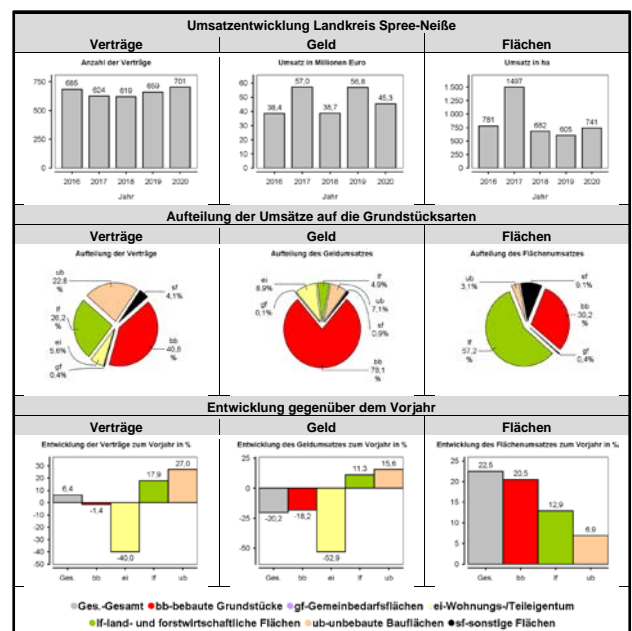 Umsatzentwicklung Landkreis Spree-Neiße
Verträge Geld Flächen
Anzahl der Verträge
750
500
250
0
685
624
619
659
701
2016 2017 2018 2019 2020
Jahr
Umsatz in Millionen Euro
60
50
40
30
20
10
0
38,4
57,0
38,7
56,8
45,3
2016 2017 2018 2019 2020
Jahr
Umsatz in ha
1.500
1.250
1.000
750
500
250
0
781
1497
682
605
741
2016 2017 2018 2019 2020
Jahr
Aufteilung der Umsätze auf die Grundstücksarten
Verträge Geld Flächen
Aufteilung der Verträge
ub
22,8
%
sf
4,1%
lf
26,2
%
ei
5,6%
gf
0,4%
bb
40,8
%
Aufteilung des Geldumsatzes
ei
8,9%
lf
4,9%
gf
0,1%
ub
7,1%
sf
0,9%
bb
78,1
%
Aufteilung des Flächenumsatzes
ub
3,1%
sf
9,1%
bb
30,2
%
lf
57,2
%
gf
0,4%
Entwicklung gegenüber dem Vorjahr
Verträge Geld Flächen
Entwicklung der Verträge zum Vorjahr in %
30
20
10
0
-10
-20
-30
-40
-50
6,4
-1,4
-40,0
17,9
27,0
Ges. bb ei lf ub
Entwicklung des Geldumsatzes zum Vorjahr in %
25
0
-50
-20,2
-18,2
-52,9
11,3
15,6
Ges. bb ei lf ub
Entwicklung des Flächenumsatzes zum Vorjahr in %
25
20
15
10
5
0
22,5
20,5
12,9
6,9
Ges. bb lf ub
Ges.-Gesamt bb-bebaute Grundstücke gf-Gemeinbedarfsflächen ei-Wohnungs-/Teileigentum
lf-land- und forstwirtschaftliche Flächen ub-unbebaute Bauflächen sf-sonstige Flächen